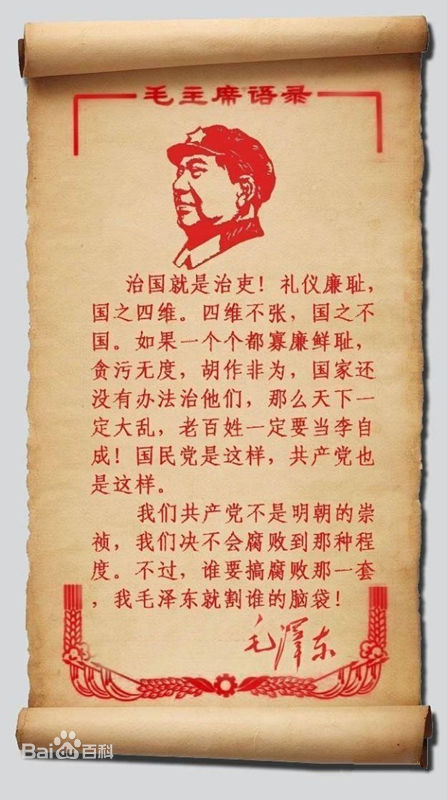 毛主席语录
治国就是治吏！礼仪廉耻，
国之四维。四维不张，国之不
国。如果一个个都寡廉鲜耻，
贪污无度，胡作非为，国家还
没有办法治他们，那么天下一
定大乱，老百姓一定要当李自
成！国民党是这样，共产党也
是这样。
我们共产党不是明朝的崇
祯，我们决不会腐败到那种程
度。不过，谁要搞腐败那一套
，我毛泽东就割谁的脑袋！
毛澤东
Bai du 百科